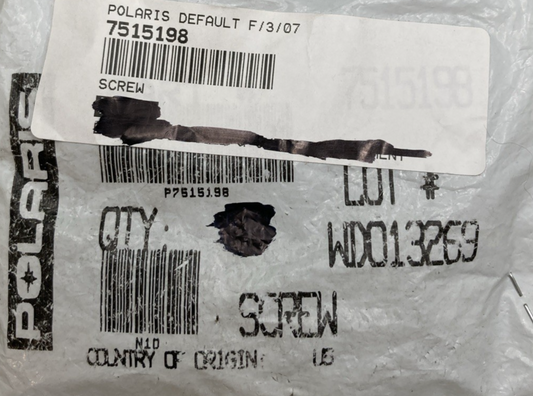 POLARIS DEFAULT F/3/07
7515198
SCREW
7515198
P7515198
LOT #
QTY:
WD013269
SCREW
N10
COUNTRY OF ORIGIN: US
POLARIS